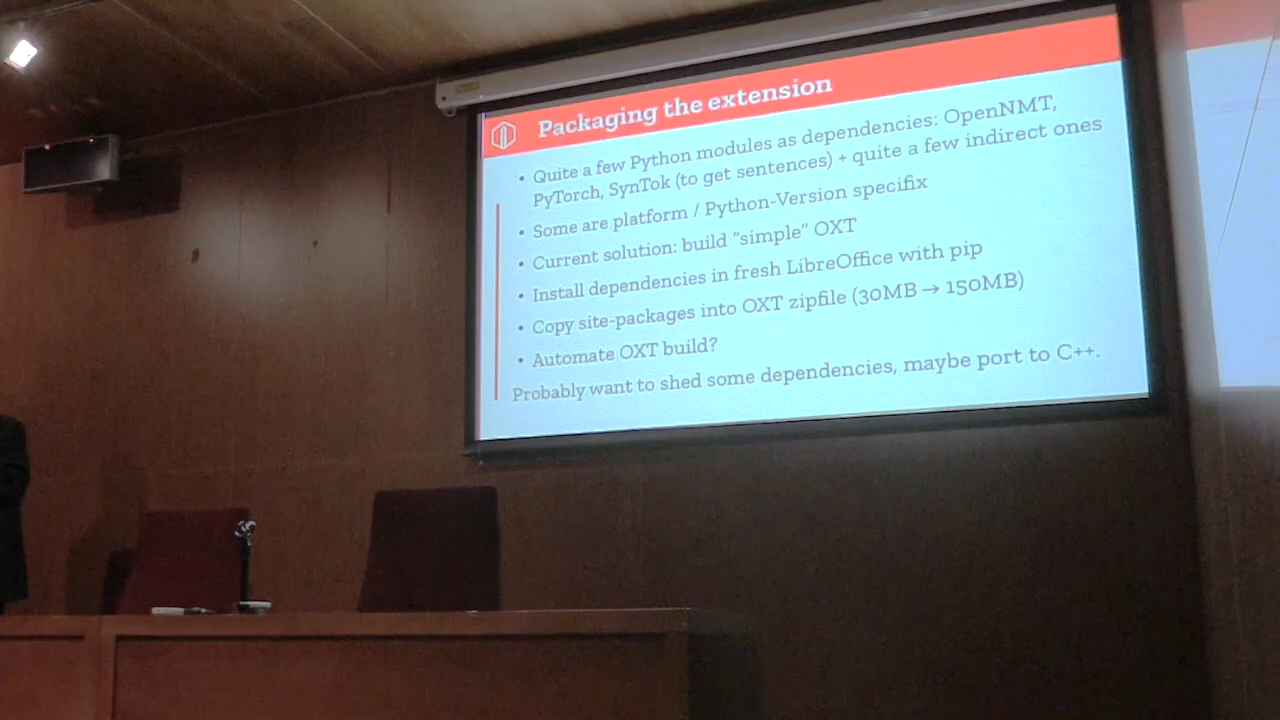 Packaging the extension
• Quite a few Python modules as dependencies: OpenNMT,
PyTorch, SynTok (to get sentences) + quite a few indirect ones
• Some are platform / Python-Version specifix
• Current solution: build “simple” OXT
• Install dependencies in fresh LibreOffice with pip
• Copy site-packages into OXT zipfile (30MB → 150MB)
• Automate OXT build?
Probably want to shed some dependencies, maybe port to C++.